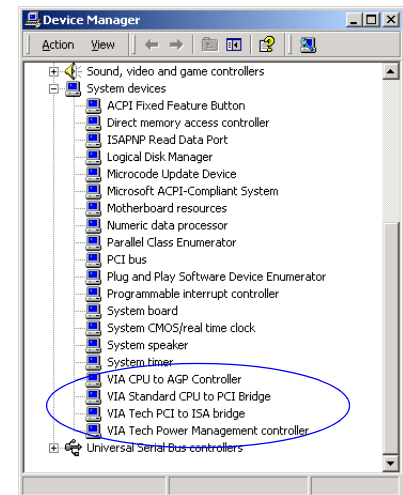 Device Manager
Action View
Sound, video and game controllers
System devices
ACPI Fixed Feature Button
Direct memory access controller
ISAPNP Read Data Port
Logical Disk Manager
Microcode Update Device
Microsoft ACPI-Compliant System
Motherboard resources
Numeric data processor
Parallel Class Enumerator
PCI bus
Plug and Play Software Device Enumerator
Programmable interrupt controller
System board
System CMOS/real time clock
System speaker
System timer
VIA CPU to AGP Controller
VIA Standard CPU to PCI Bridge
VIA Tech PCI to ISA bridge
VIA Tech Power Management controller
Universal Serial Bus controllers